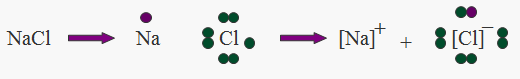 NaCl Na Cl [Na]⁺ + [Cl]⁻